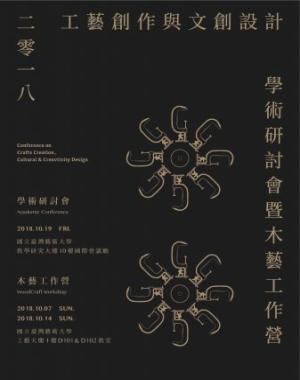 二零一八
工藝創作與文創設計
學術研討會暨木藝工作營
Conference on
Crafts Creation,
Cultural & Creativity Design
學術研討會
Academic Conference
2018.10.19 FRI.
國立臺灣藝術大學
教學研究大樓10樓國際會議廳
木藝工作營
WoodCraft Workshop
2018.10.07 SUN.
2018.10.14 SUN.
國立臺灣藝術大學
工藝大樓1樓D101&D102教室